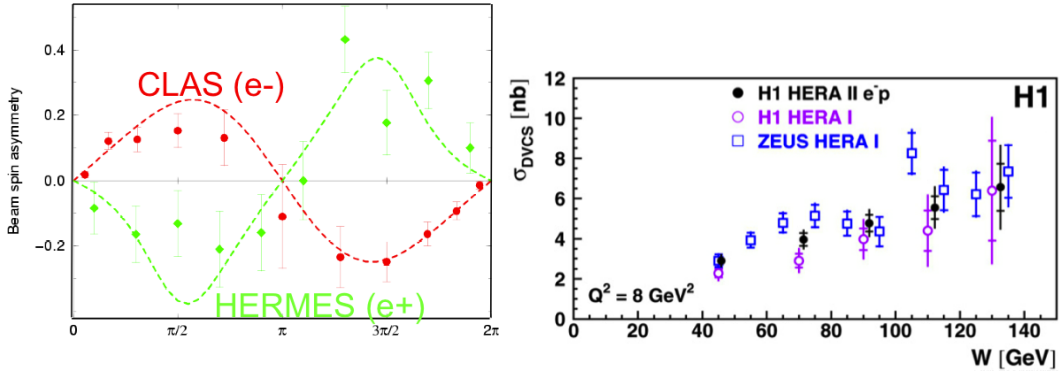 Beam spin asymmetry
0.4
0.2
0.0
−0.2
0
π/2
π
3π/2
2π
CLAS (e-)
HERMES (e+)
σDVCS [nb]
12
10
8
6
4
2
0
0 20 40 60 80 100 120 140
W [GeV]
H1 HERA II e⁻p
H1 HERA I
ZEUS HERA I
H1
Q² = 8 GeV²